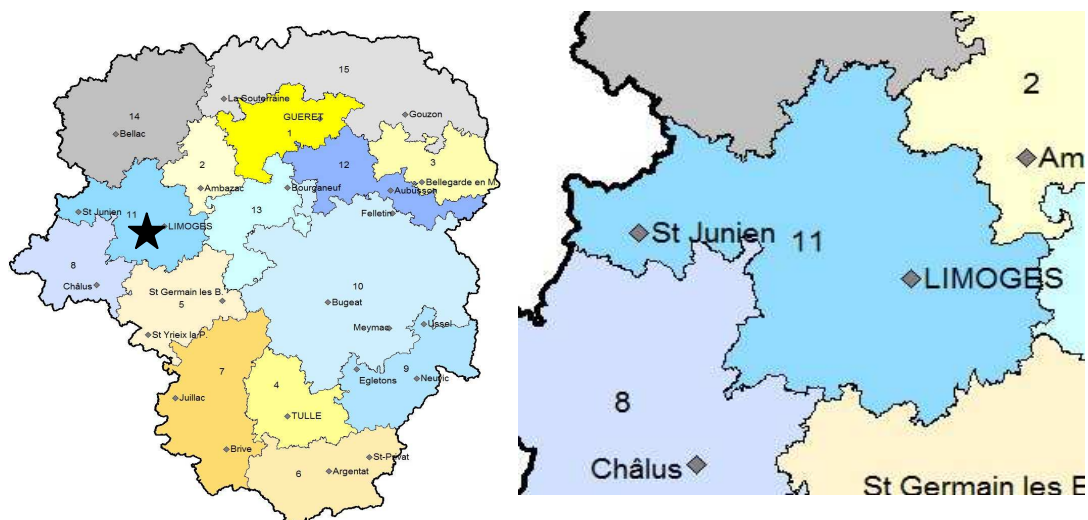 15
La Souterraine
14
GUERET
Gouzon
Bellac
1
12
2
3
Ambazac
Bourganeuf
Bellegarde en M.
Aubusson
St Junien
11
13
Felletin
LIMOGES
8
Châlus
St Germain les B.
10
5
Bugeat
St Yrieix la P.
Meymac
Ussel
7
4
Egletons
9
Neuvic
Juillac
TULLE
Brive
St-Privat
6
Argentat
2
Am
St Junien
11
LIMOGES
8
Châlus
St Germain les B